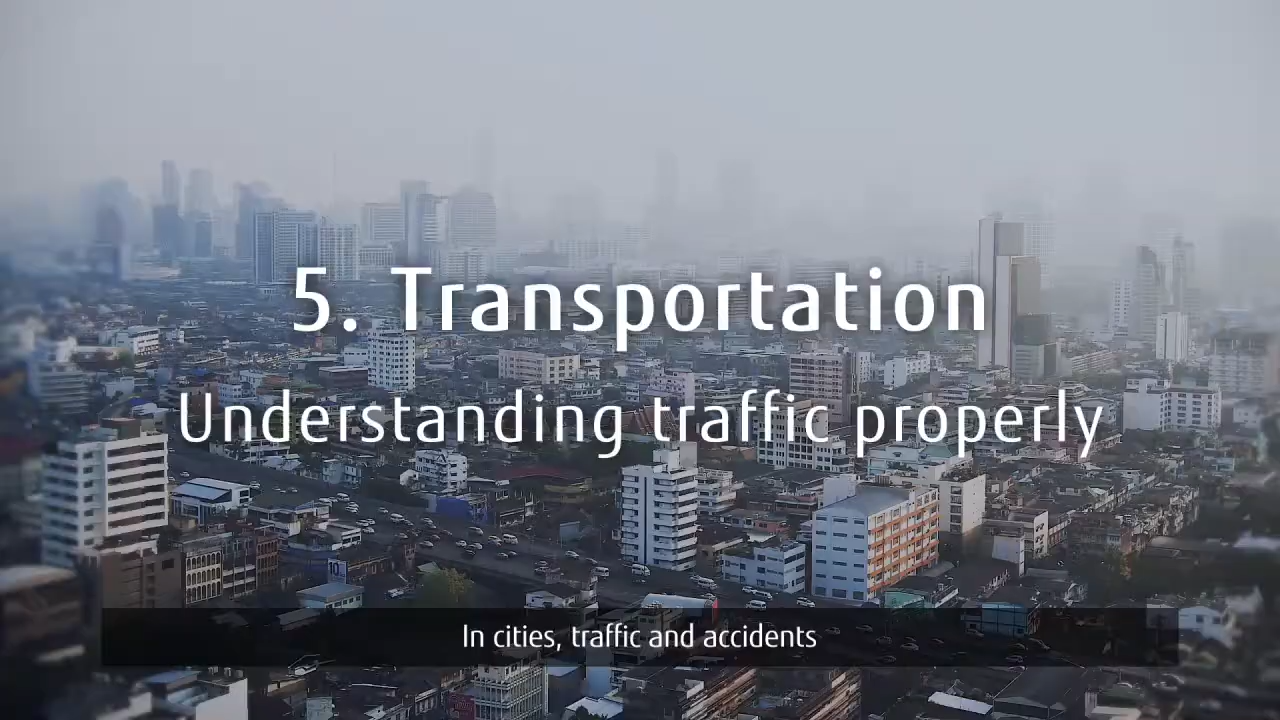 5. Transportation
Understanding traffic properly
In cities, traffic and accidents